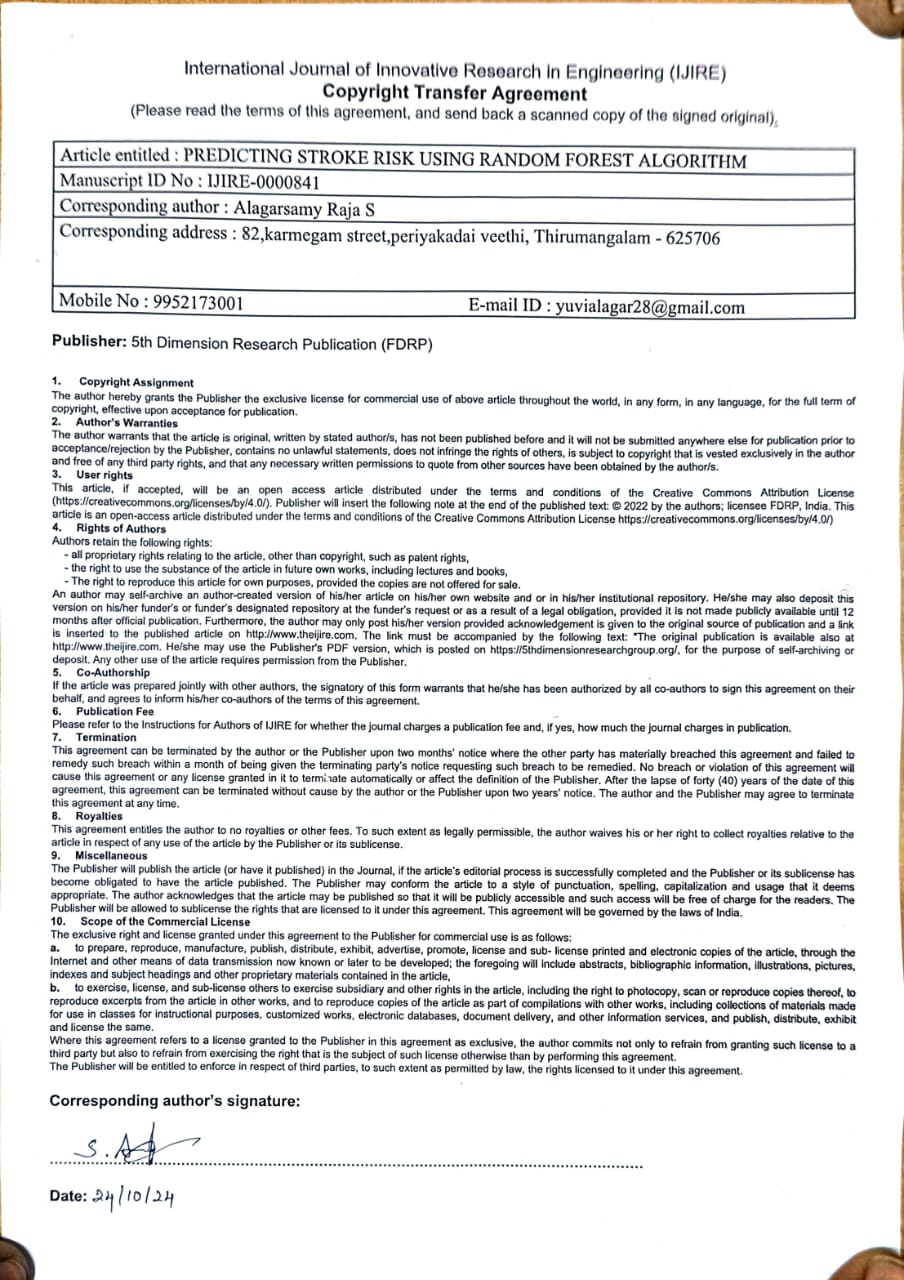 International Journal of Innovative Research in Engineering (IJIRE)
Copyright Transfer Agreement
(Please read the terms of this agreement, and send back a scanned copy of the signed original).
Article entitled : PREDICTING STROKE RISK USING RANDOM FOREST ALGORITHM
Manuscript ID No : IJIRE-0000841
Corresponding author : Alagarsamy Raja S
Corresponding address : 82,karmegam street,periyakadai veethi, Thirumangalam - 625706
Mobile No : 9952173001 E-mail ID : yuvialagar28@gmail.com
Publisher: 5th Dimension Research Publication (FDRP)
1. Copyright Assignment
The author hereby grants the Publisher the exclusive license for commercial use of above article throughout the world, in any form, in any language, for the full term of
copyright, effective upon acceptance for publication.
2. Author's Warranties
The author warrants that the article is original, written by stated author/s, has not been published before and it will not be submitted anywhere else for publication prior to
acceptance/rejection by the Publisher, contains no unlawful statements, does not infringe the rights of others, is subject to copyright that is vested exclusively in the author
and free of any third party rights, and that any necessary written permissions to quote from other sources have been obtained by the author/s.
3. User rights
This article, if accepted, will be an open access article distributed under the terms and conditions of the Creative Commons Attribution License
(https://creativecommons.org/licenses/by/4.0/). Publisher will insert the following note at the end of the published text: © 2022 by the authors; licensee FDRP, India. This
article is an open-access article distributed under the terms and conditions of the Creative Commons Attribution License https://creativecommons.org/licenses/by/4.0/)
4. Rights of Authors
Authors retain the following rights:
- all proprietary rights relating to the article, other than copyright, such as patent rights,
- the right to use the substance of the article in future own works, including lectures and books,
- The right to reproduce this article for own purposes, provided the copies are not offered for sale.
An author may self-archive an author-created version of his/her article on his/her own website and or in his/her institutional repository. He/she may also deposit this
version on his/her funder's or funder's designated repository at the funder's request or as a result of a legal obligation, provided it is not made publicly available until 12
months after official publication. Furthermore, the author may only post his/her version provided acknowledgement is given to the original source of publication and a link
is inserted to the published article on http://www.theijire.com. The link must be accompanied by the following text: "The original publication is available also at
http://www.theijire.com. He/she may use the Publisher's PDF version, which is posted on https://5thdimensionresearchgroup.org/, for the purpose of self-archiving or
deposit. Any other use of the article requires permission from the Publisher.
5. Co-Authorship
If the article was prepared jointly with other authors, the signatory of this form warrants that he/she has been authorized by all co-authors to sign this agreement on their
behalf, and agrees to inform his/her co-authors of the terms of this agreement.
6. Publication Fee
Please refer to the Instructions for Authors of IJIRE for whether the journal charges a publication fee and, if yes, how much the journal charges in publication.
7. Termination
This agreement can be terminated by the author or the Publisher upon two months' notice where the other party has materially breached this agreement and failed to
remedy such breach within a month of being given the terminating party's notice requesting such breach to be remedied. No breach or violation of this agreement will
cause this agreement or any license granted in it to terminate automatically or affect the definition of the Publisher. After the lapse of forty (40) years of the date of this
agreement, this agreement can be terminated without cause by the author or the Publisher upon two years' notice. The author and the Publisher may agree to terminate
this agreement at any time.
8. Royalties
This agreement entitles the author to no royalties or other fees. To such extent as legally permissible, the author waives his or her right to collect royalties relative to the
article in respect of any use of the article by the Publisher or its sublicense.
9. Miscellaneous
The Publisher will publish the article (or have it published) in the Journal, if the article's editorial process is successfully completed and the Publisher or its sublicense has
become obligated to have the article published. The Publisher may conform the article to a style of punctuation, spelling, capitalization and usage that it deems
appropriate. The author acknowledges that the article may be published so that it will be publicly accessible and such access will be free of charge for the readers. The
Publisher will be allowed to sublicense the rights that are licensed to it under this agreement. This agreement will be governed by the laws of India.
10. Scope of the Commercial License
The exclusive right and license granted under this agreement to the Publisher for commercial use is as follows:
a. to prepare, reproduce, manufacture, publish, distribute, exhibit, advertise, promote, license and sub- license printed and electronic copies of the article, through the
Internet and other means of data transmission now known or later to be developed; the foregoing will include abstracts, bibliographic information, illustrations, pictures,
indexes and subject headings and other proprietary materials contained in the article,
b. to exercise, license, and sub-license others to exercise subsidiary and other rights in the article, including the right to photocopy, scan or reproduce copies thereof, to
reproduce excerpts from the article in other works, and to reproduce copies of the article as part of compilations with other works, including collections of materials made
for use in classes for instructional purposes, customized works, electronic databases, document delivery, and other information services, and publish, distribute, exhibit
and license the same.
Where this agreement refers to a license granted to the Publisher in this agreement as exclusive, the author commits not only to refrain from granting such license to a
third party but also to refrain from exercising the right that is the subject of such license otherwise than by performing this agreement.
The Publisher will be entitled to enforce in respect of third parties, to such extent as permitted by law, the rights licensed to it under this agreement.
Corresponding author's signature:
S.
Date: 24/10/24